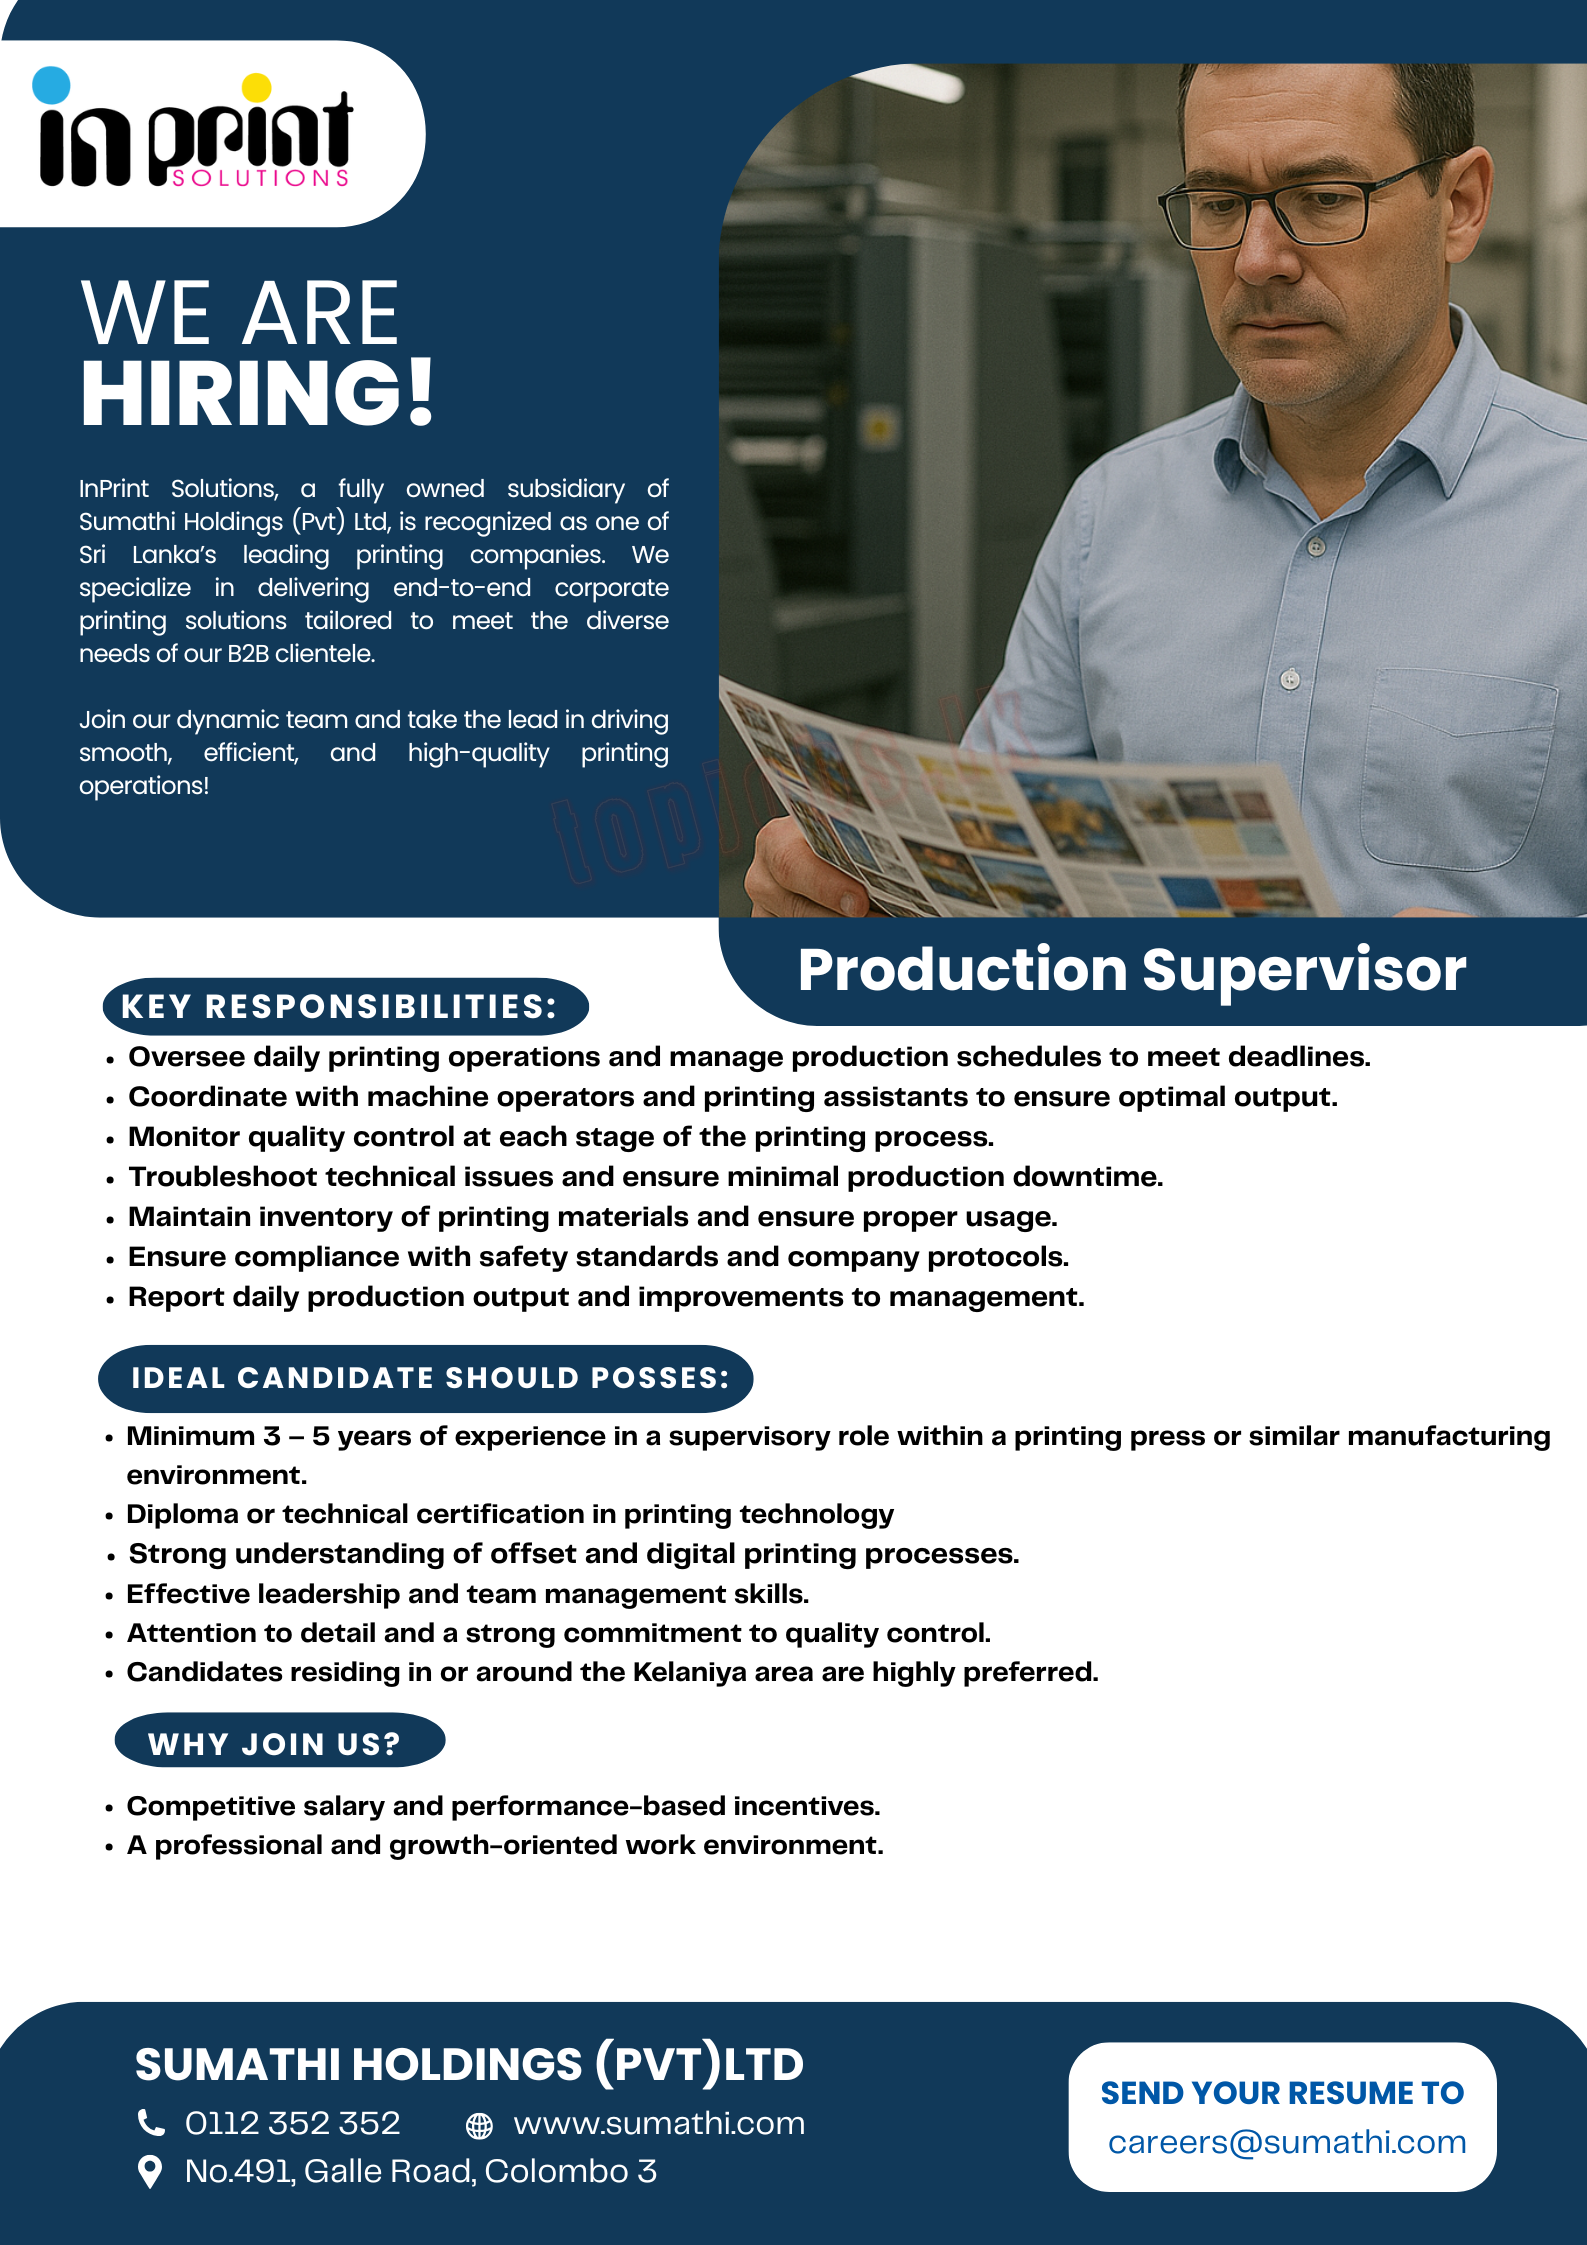 in print
SOLUTIONS
WE ARE
HIRING!
InPrint Solutions, a fully owned subsidiary of
Sumathi Holdings (Pvt) Ltd, is recognized as one of
Sri Lanka’s leading printing companies. We
specialize in delivering end-to-end corporate
printing solutions tailored to meet the diverse
needs of our B2B clientele.
Join our dynamic team and take the lead in driving
smooth, efficient, and high-quality printing
operations!
Production Supervisor
KEY RESPONSIBILITIES:
• Oversee daily printing operations and manage production schedules to meet deadlines.
• Coordinate with machine operators and printing assistants to ensure optimal output.
• Monitor quality control at each stage of the printing process.
• Troubleshoot technical issues and ensure minimal production downtime.
• Maintain inventory of printing materials and ensure proper usage.
• Ensure compliance with safety standards and company protocols.
• Report daily production output and improvements to management.
IDEAL CANDIDATE SHOULD POSSES:
• Minimum 3 – 5 years of experience in a supervisory role within a printing press or similar manufacturing
environment.
• Diploma or technical certification in printing technology
• Strong understanding of offset and digital printing processes.
• Effective leadership and team management skills.
• Attention to detail and a strong commitment to quality control.
• Candidates residing in or around the Kelaniya area are highly preferred.
WHY JOIN US?
• Competitive salary and performance-based incentives.
• A professional and growth-oriented work environment.
SUMATHI HOLDINGS (PVT)LTD
0112 352 352 www.sumathi.com
No.491, Galle Road, Colombo 3
SEND YOUR RESUME TO
careers@sumathi.com